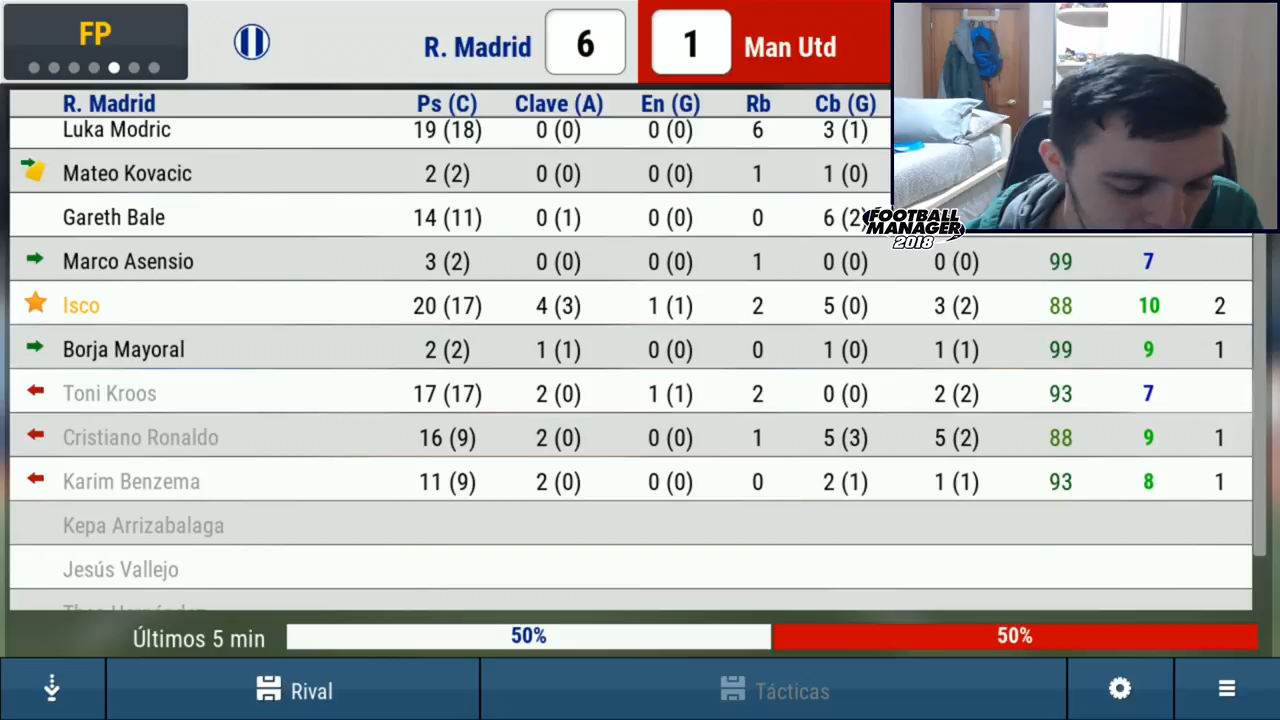 FP
R. Madrid 6 1 Man Utd
R. Madrid Ps (C) Clave (A) En (G) Rb Cb (G)
Luka Modric 19 (18) 0 (0) 0 (0) 6 3 (1)
Mateo Kovacic 2 (2) 0 (0) 0 (0) 1 1 (0)
Gareth Bale 14 (11) 0 (1) 0 (0) 0 6 (2)
FOOTBALL
MANAGER
2018
Marco Asensio 3 (2) 0 (0) 0 (0) 1 0 (0) 0 (0) 99 7
Isco 20 (17) 4 (3) 1 (1) 2 5 (0) 3 (2) 88 10 2
Borja Mayoral 2 (2) 1 (1) 0 (0) 0 1 (0) 1 (1) 99 9 1
Toni Kroos 17 (17) 2 (0) 1 (1) 2 0 (0) 2 (2) 93 7
Cristiano Ronaldo 16 (9) 2 (0) 0 (0) 1 5 (3) 5 (2) 88 9 1
Karim Benzema 11 (9) 2 (0) 0 (0) 0 2 (1) 1 (1) 93 8 1
Kepa Arrizabalaga
Jesús Vallejo
Últimos 5 min 50% 50%
Rival Tácticas